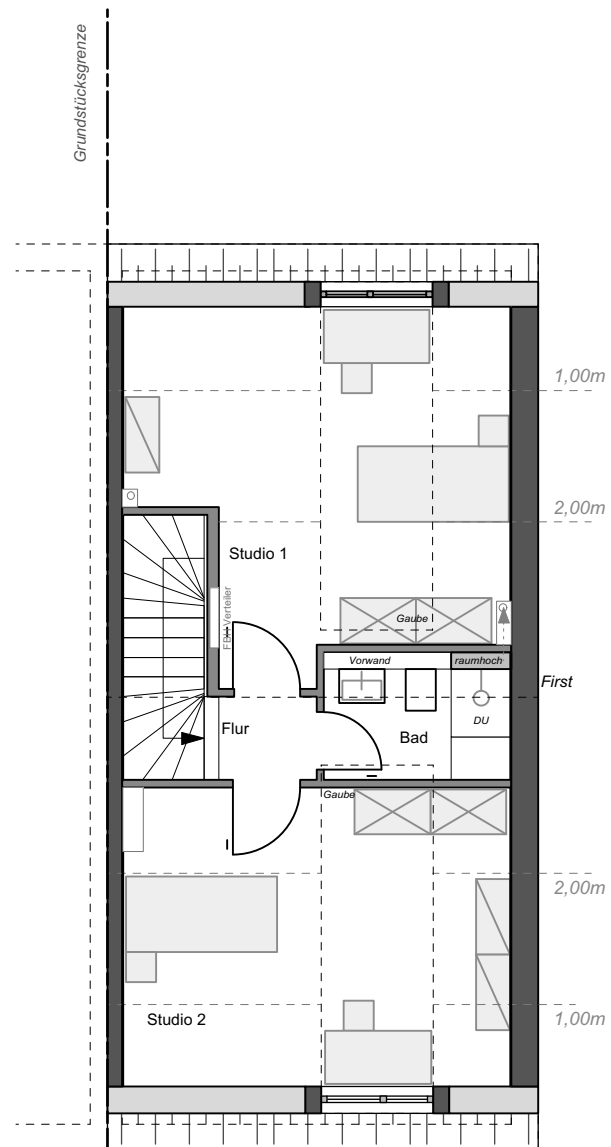 Grundstücksgrenze
1,00m
2,00m
Studio 1
FBH-Verteiler
Gaube
Vorwand
raumhoch
First
DU
Flur
Bad
Gaube
2,00m
1,00m
Studio 2